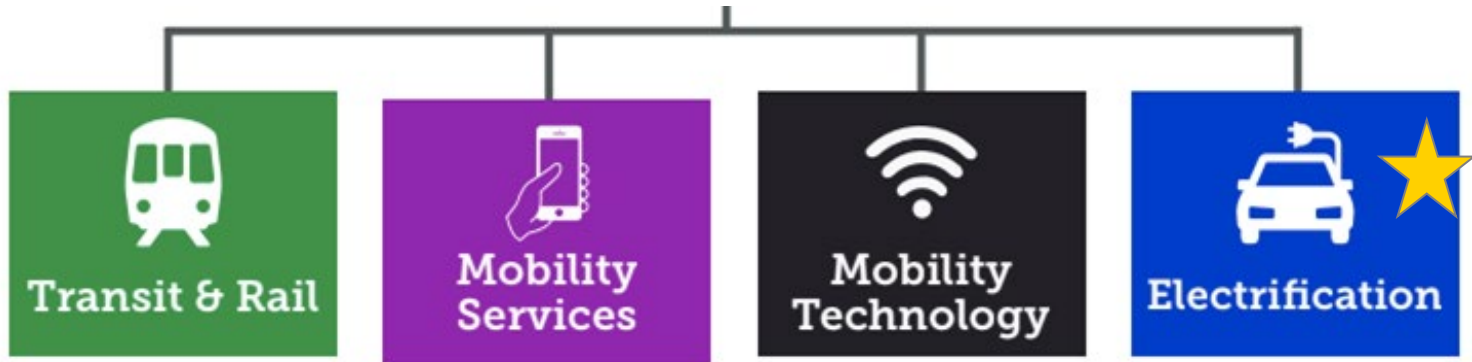 Transit & Rail
Mobility
Services
Mobility
Technology
Electrification